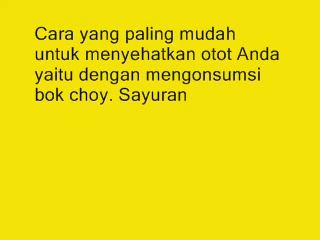 Cara yang paling mudah
untuk menyehatkan otot Anda
yaitu dengan mengonsumsi
bok choy. Sayuran